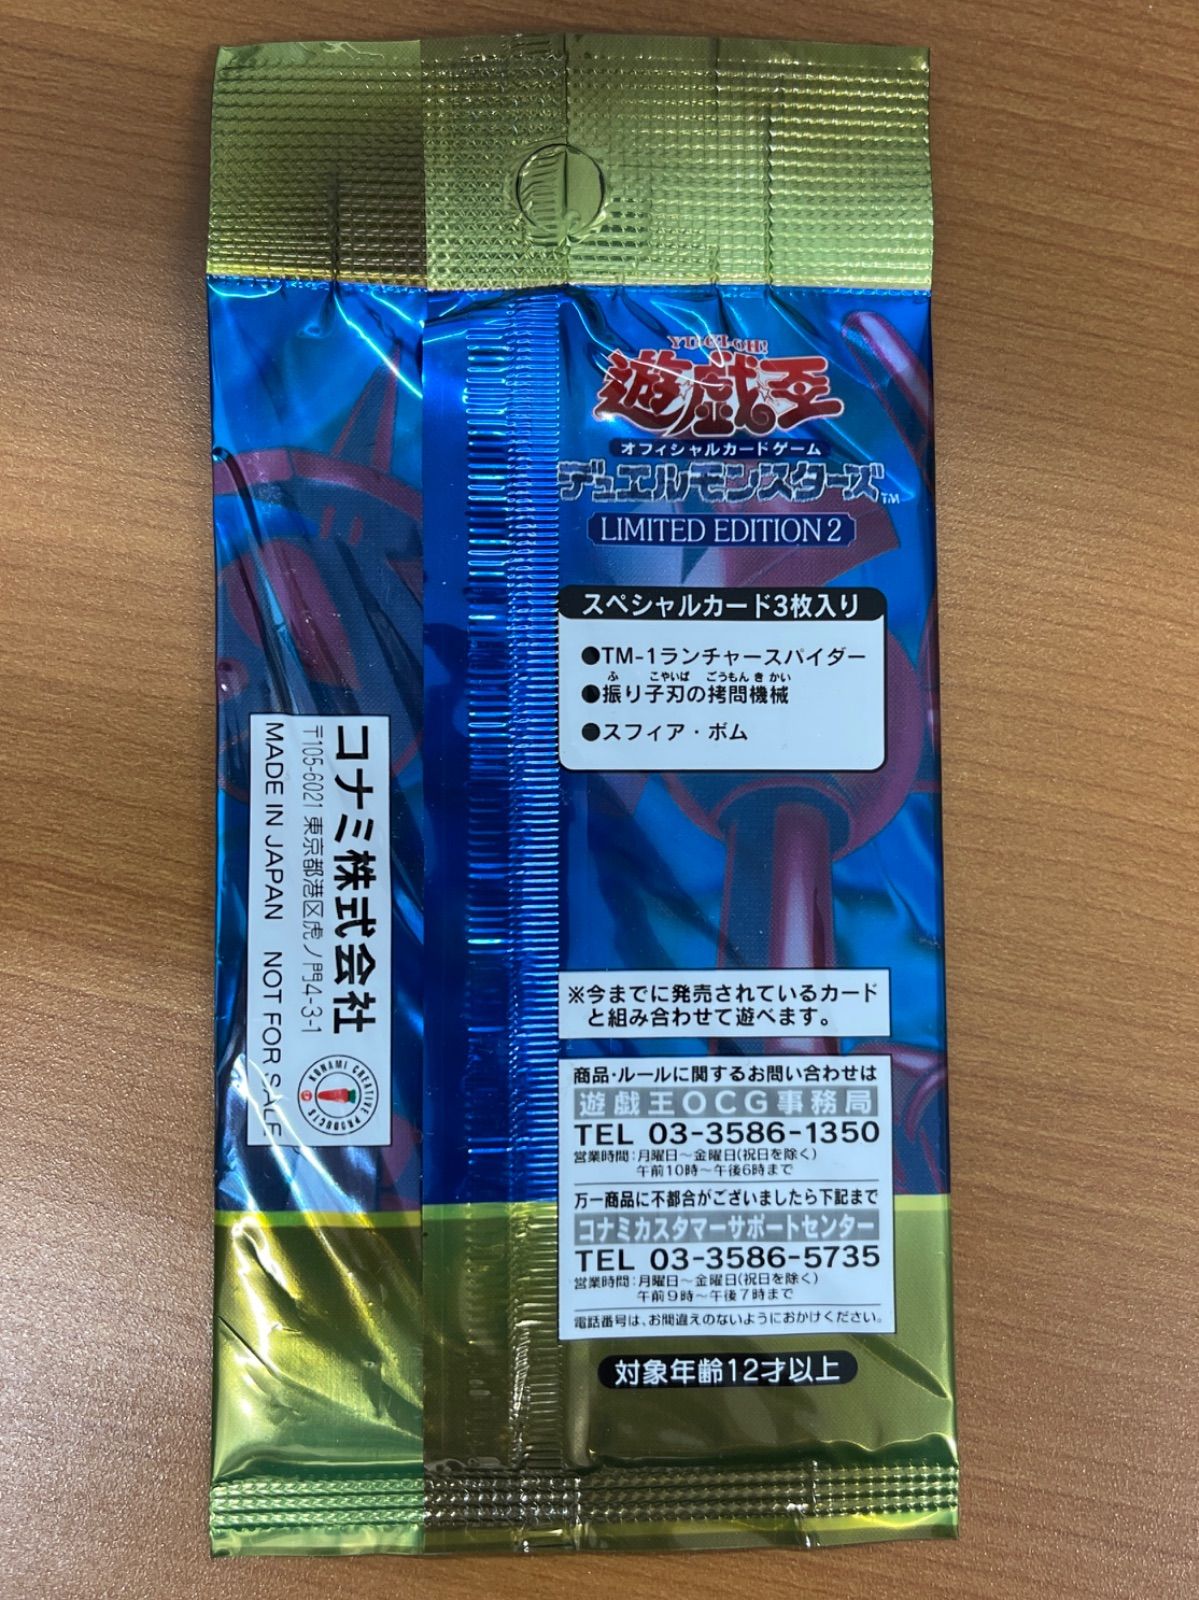 YU-GI-OH!
遊戯王
オフィシャルカードゲーム
デュエルモンスターズ TM
LIMITED EDITION 2
スペシャルカード3枚入り
●TM-1ランチャースパイダー
ふ こやいば ごうもん き かい
●振り子刃の拷問機械
●スフィア・ボム
※今までに発売されているカード
と組み合わせて遊べます。
商品・ルールに関するお問い合わせは
遊戯王OCG事務局
TEL 03-3586-1350
営業時間：月曜日～金曜日(祝日を除く)
午前10時～午後6時まで
万一商品に不都合がございましたら下記まで
コナミカスタマーサポートセンター
TEL 03-3586-5735
営業時間：月曜日～金曜日(祝日を除く)
午前9時～午後7時まで
電話番号は、お間違えのないようにおかけください。
対象年齢12才以上
コナミ株式会社
〒105-6021 東京都港区虎ノ門4-3-1
MADE IN JAPAN NOT FOR SALE
KONAMI CREATIVE PRODUCTS